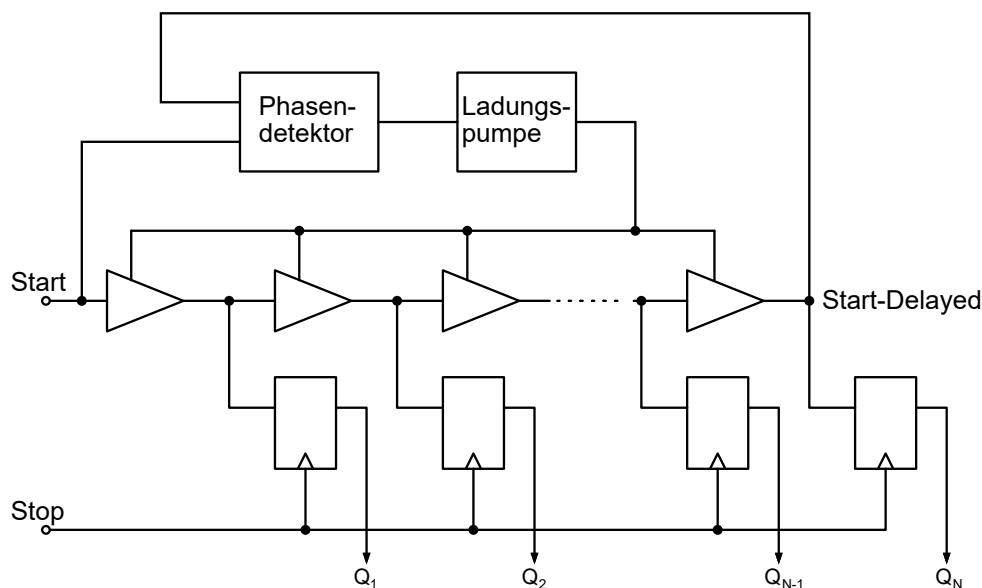 Phasen-
detektor
Ladungs-
pumpe
Start
Start-Delayed
Stop
Q1
Q2
QN-1
QN